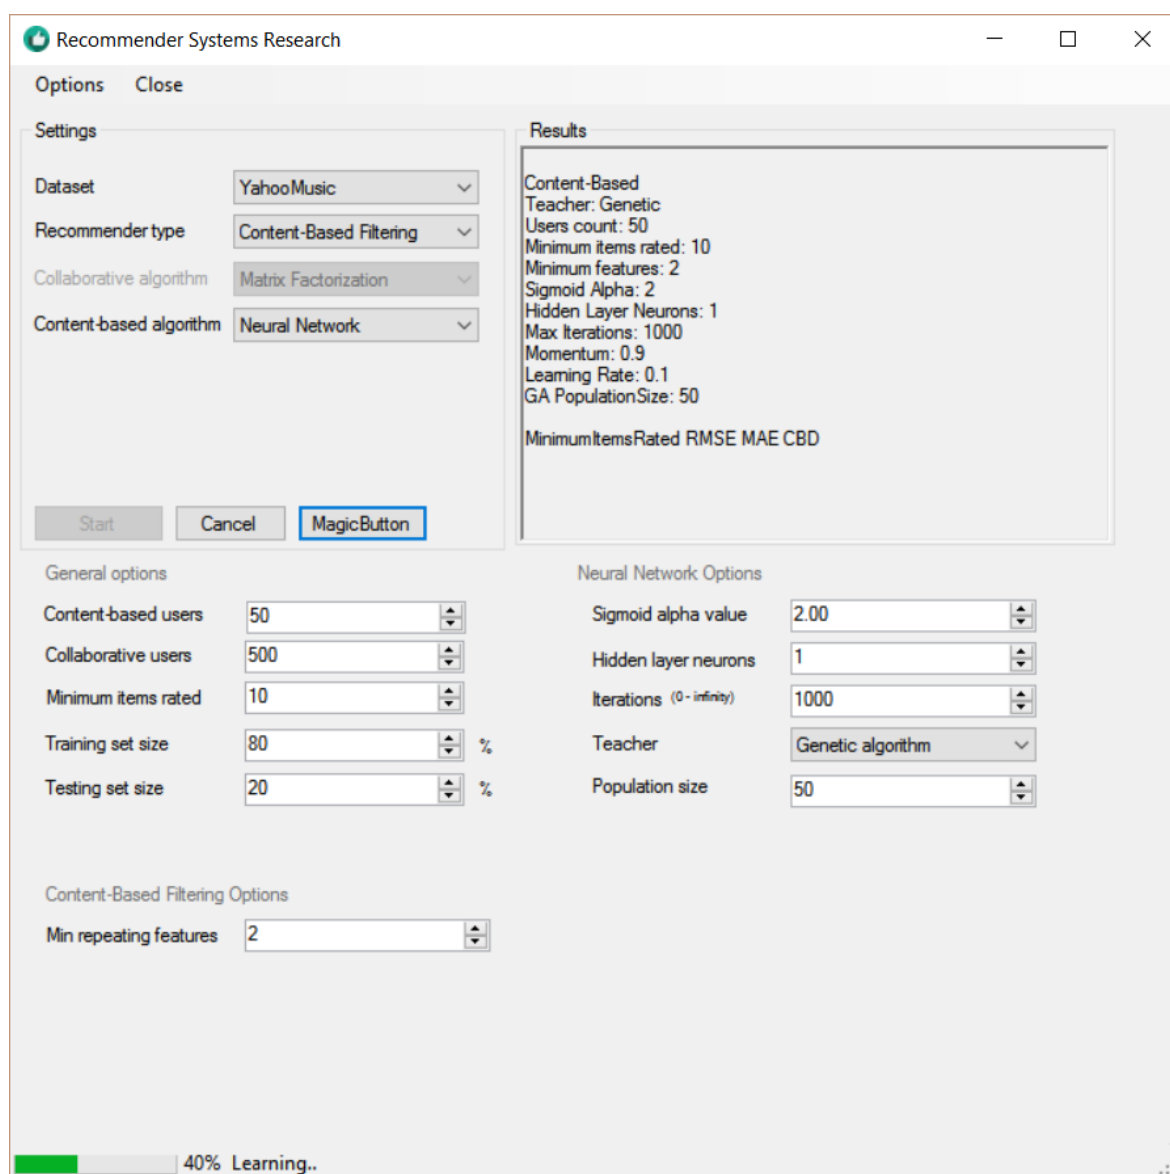 Recommender Systems Research
Options Close
Settings
Dataset YahooMusic
Recommender type Content-Based Filtering
Collaborative algorithm Matrix Factorization
Content-based algorithm Neural Network
Start Cancel MagicButton
Results
Content-Based
Teacher: Genetic
Users count: 50
Minimum items rated: 10
Minimum features: 2
Sigmoid Alpha: 2
Hidden Layer Neurons: 1
Max Iterations: 1000
Momentum: 0.9
Learning Rate: 0.1
GA PopulationSize: 50
MinimumItemsRated RMSE MAE CBD
General options
Content-based users 50
Collaborative users 500
Minimum items rated 10
Training set size 80 %
Testing set size 20 %
Neural Network Options
Sigmoid alpha value 2.00
Hidden layer neurons 1
Iterations (0 - infinity) 1000
Teacher Genetic algorithm
Population size 50
Content-Based Filtering Options
Min repeating features 2
40% Learning..